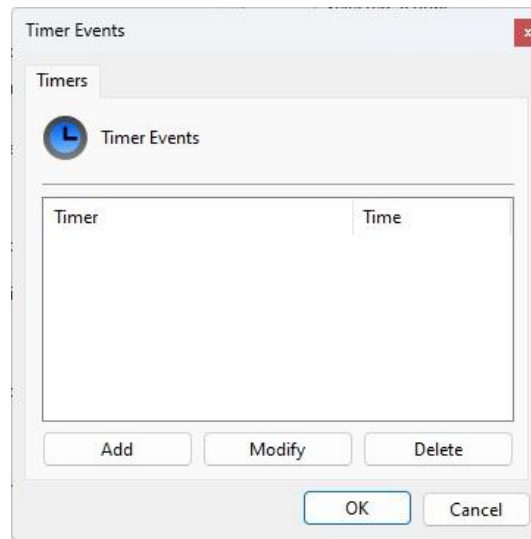 Timer Events
x
Timers
Timer Events
Timer Time
Add Modify Delete
OK Cancel